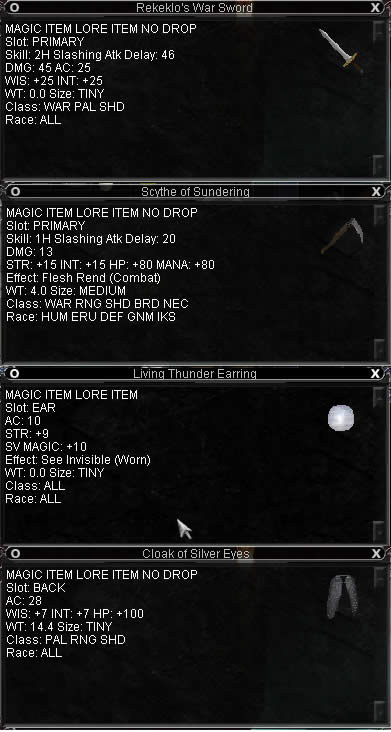 O Rekeklo's War Sword X
MAGIC ITEM LORE ITEM NO DROP
Slot: PRIMARY
Skill: 2H Slashing Atk Delay: 46
DMG: 45 AC: 25
WIS: +25 INT: +25
WT: 0.0 Size: TINY
Class: WAR PAL SHD
Race: ALL
O Scythe of Sundering X
MAGIC ITEM LORE ITEM NO DROP
Slot: PRIMARY
Skill: 1H Slashing Atk Delay: 20
DMG: 13
STR: +15 INT: +15 HP: +80 MANA: +80
Effect: Flesh Rend (Combat)
WT: 4.0 Size: MEDIUM
Class: WAR RNG SHD BRD NEC
Race: HUM ERU DEF GNM IKS
O Living Thunder Earring X
MAGIC ITEM LORE ITEM
Slot: EAR
AC: 10
STR: +9
SV MAGIC: +10
Effect: See Invisible (Worn)
WT: 0.0 Size: TINY
Class: ALL
Race: ALL
O Cloak of Silver Eyes X
MAGIC ITEM LORE ITEM NO DROP
Slot: BACK
AC: 28
WIS: +7 INT: +7 HP: +100
WT: 14.4 Size: TINY
Class: PAL RNG SHD
Race: ALL